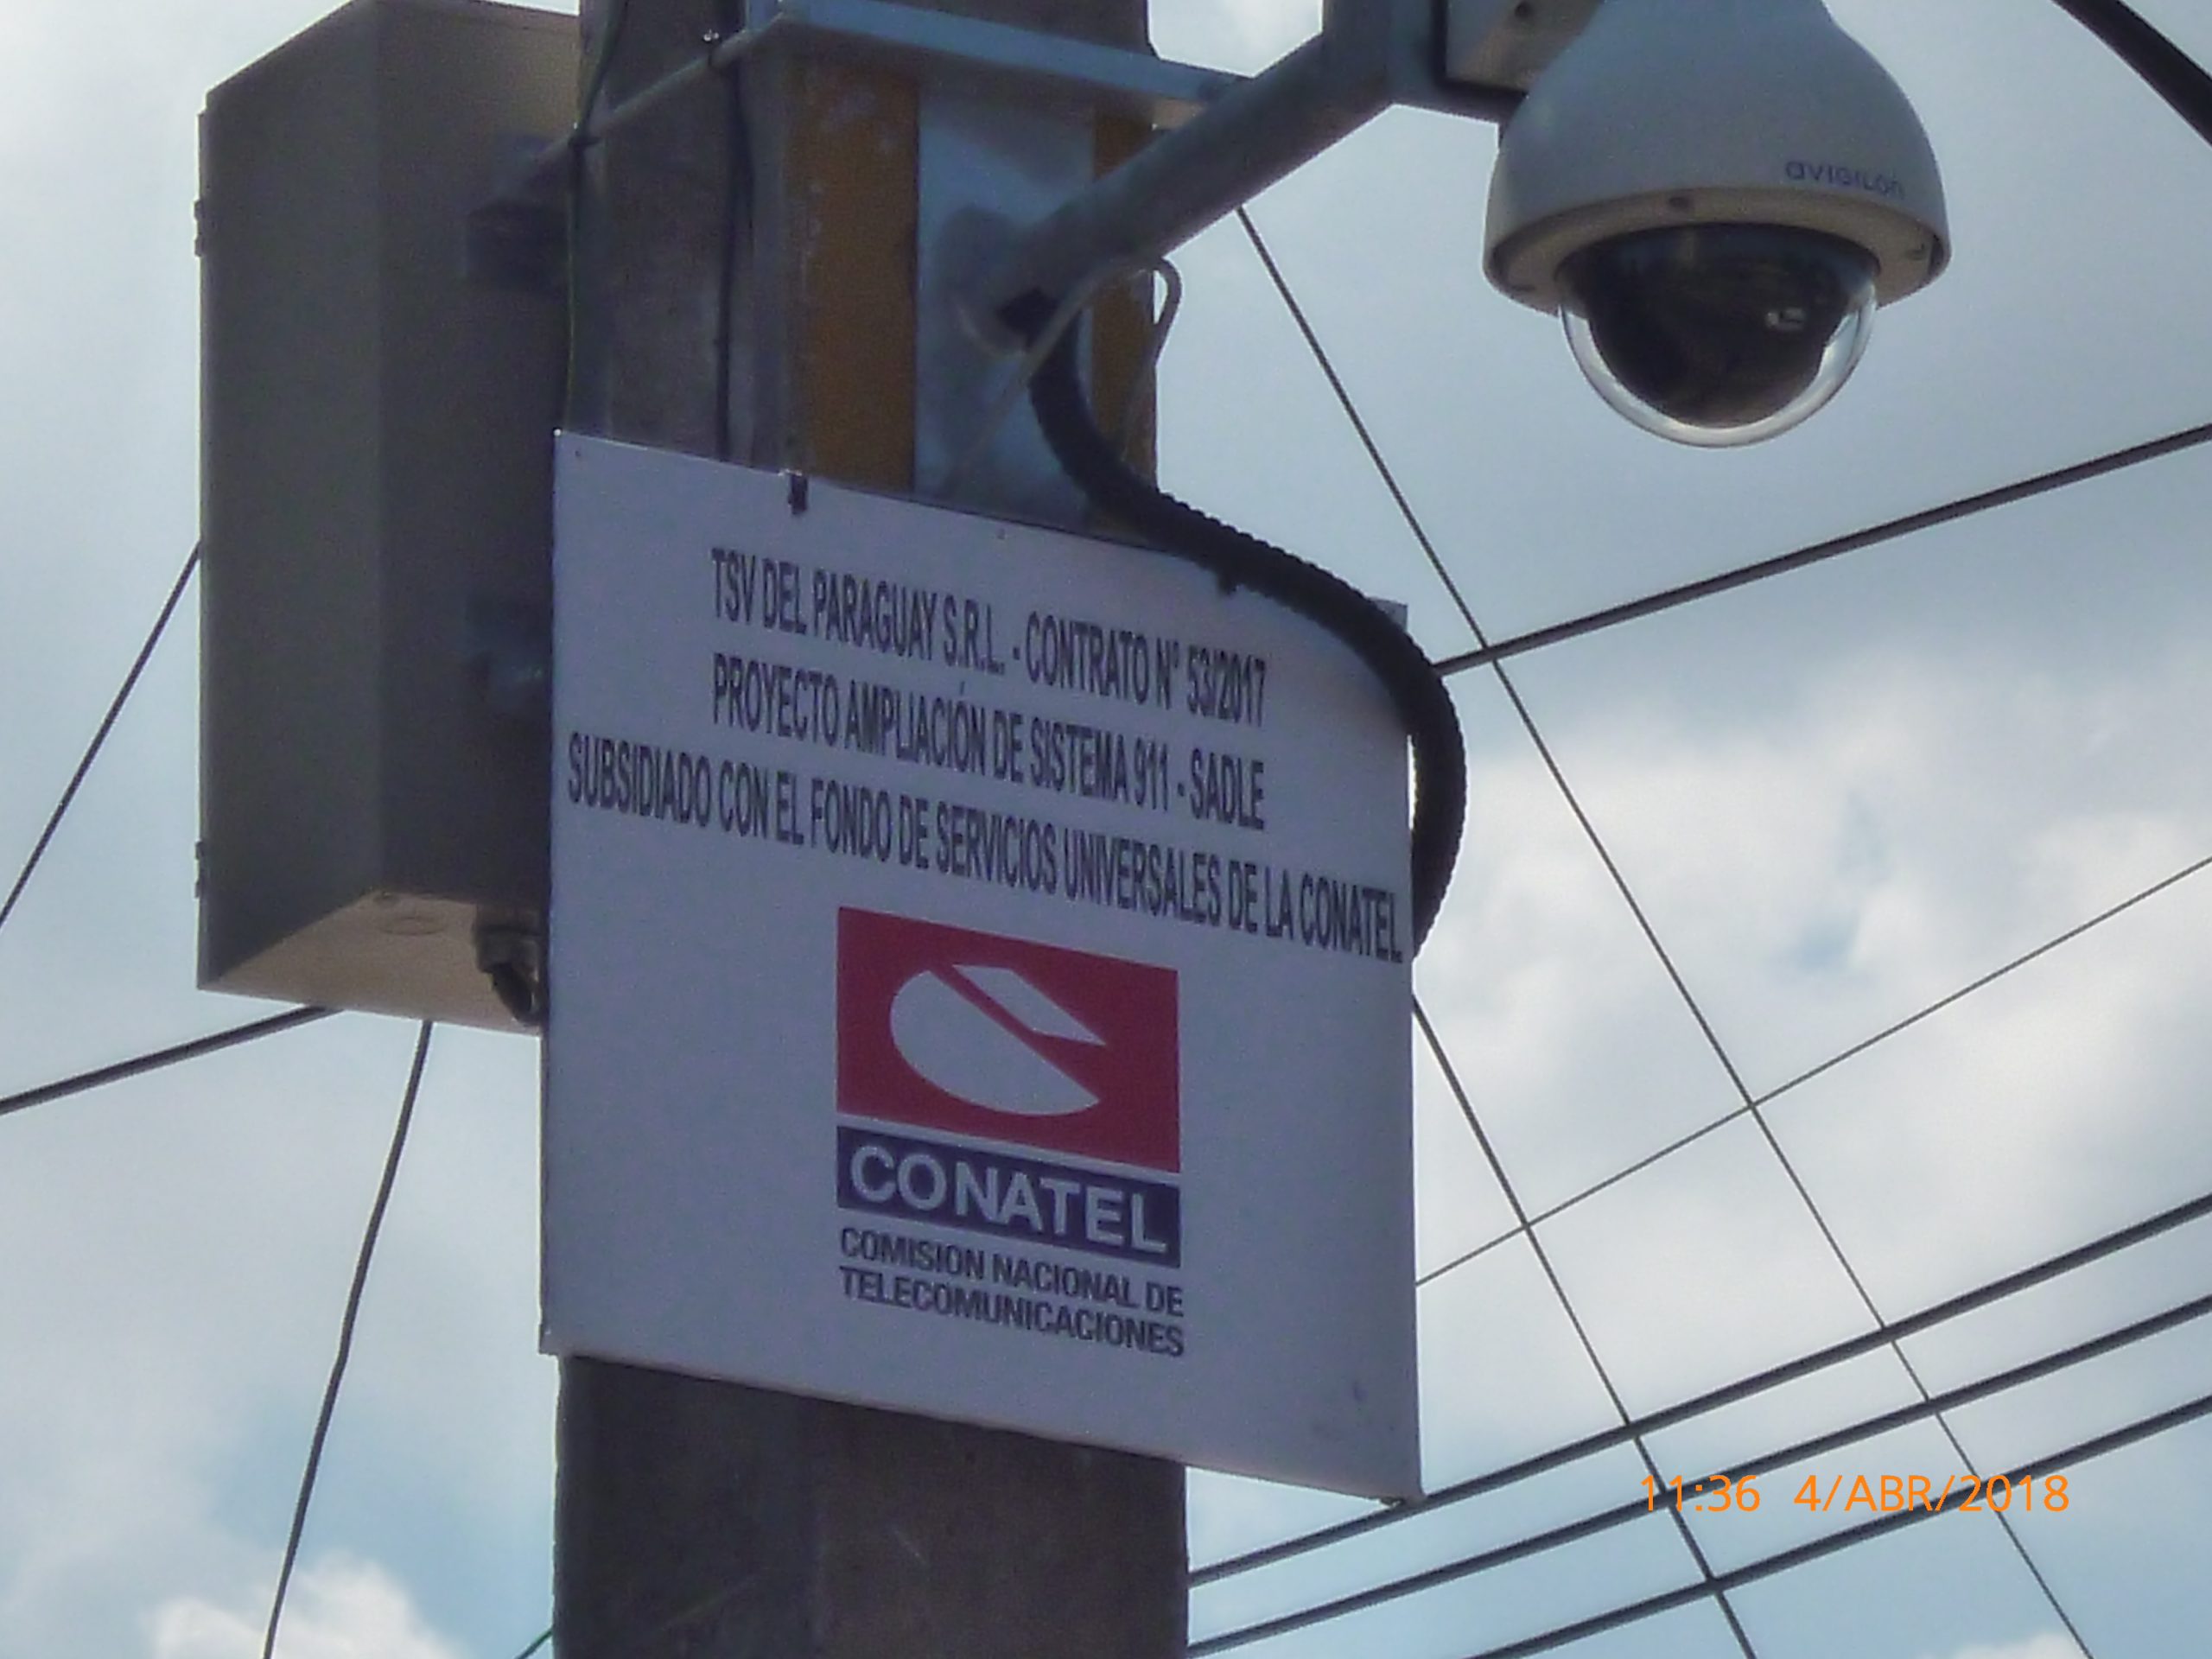 avigilon
TSV DEL PARAGUAY S.R.L. - CONTRATO N° 53/2017
PROYECTO AMPLIACIÓN DE SISTEMA 911 - SADLE
SUBSIDIADO CON EL FONDO DE SERVICIOS UNIVERSALES DE LA CONATEL
CONATEL
COMISION NACIONAL DE
TELECOMUNICACIONES
11:36 4/ABR/2018